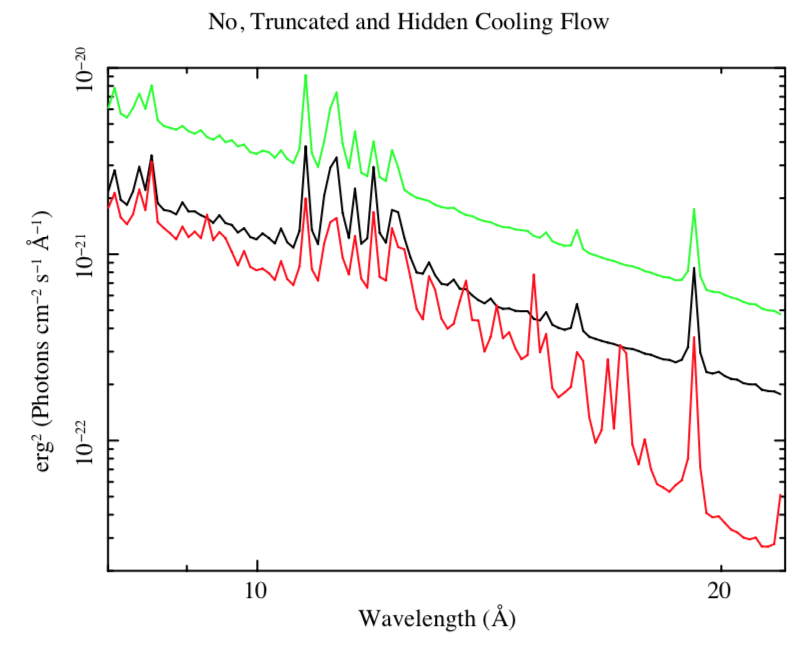 No, Truncated and Hidden Cooling Flow
10⁻²⁰
10⁻²¹
10⁻²²
erg² (Photons cm⁻² s⁻¹ Å⁻¹)
10
20
Wavelength (Å)